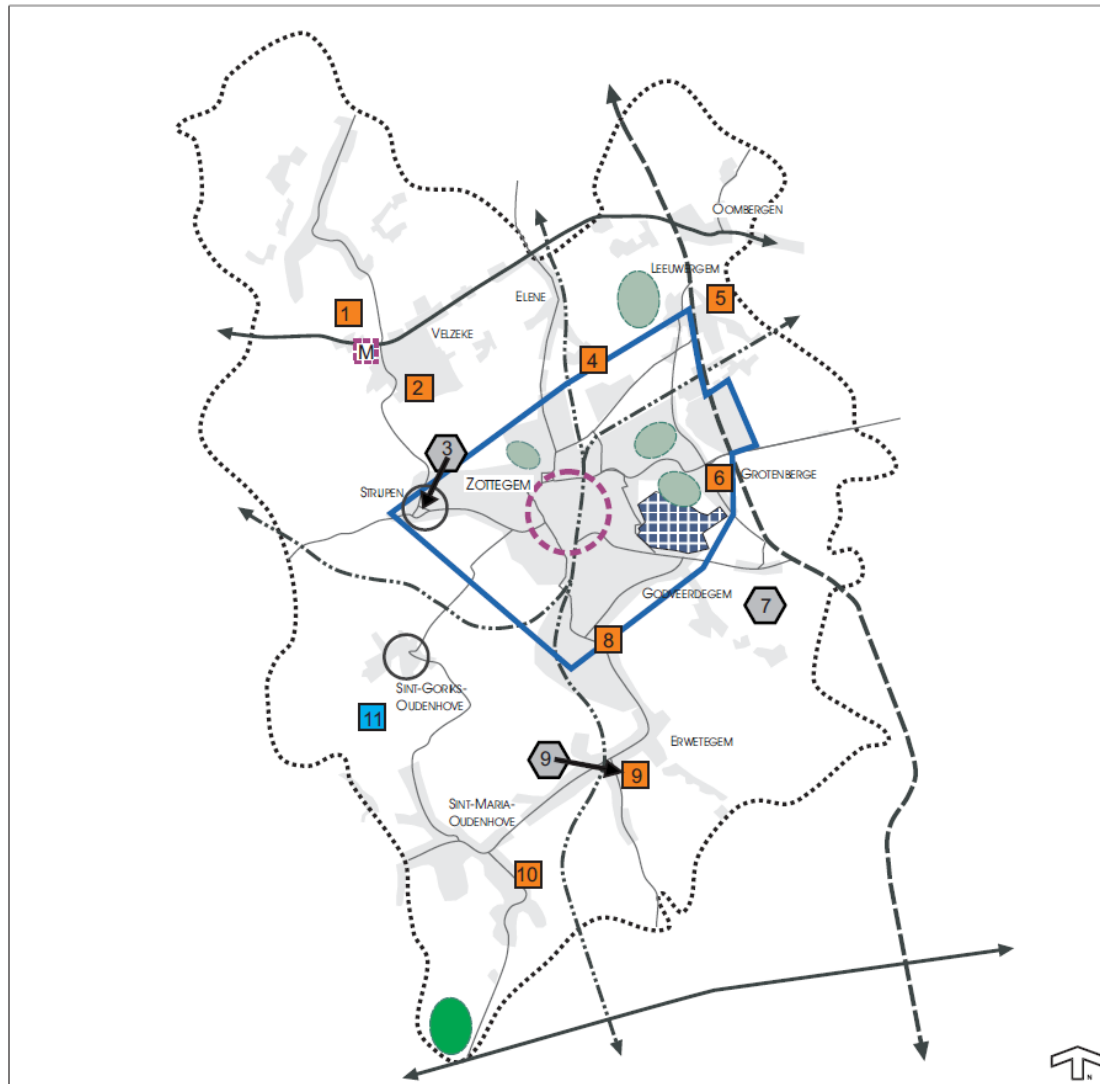 OOMBERGEN
LEEUWERGEM
ELENE
5
1
VELZEKE
M
4
2
3
ZOTTEGEM
STRIJPEN
6
GROTENBERGE
GODVEERDEGEM
7
8
SINT-GORIKS-
OUDENHOVE
11
ERWETEGEM
9
9
SINT-MARIA-
OUDENHOVE
10
N